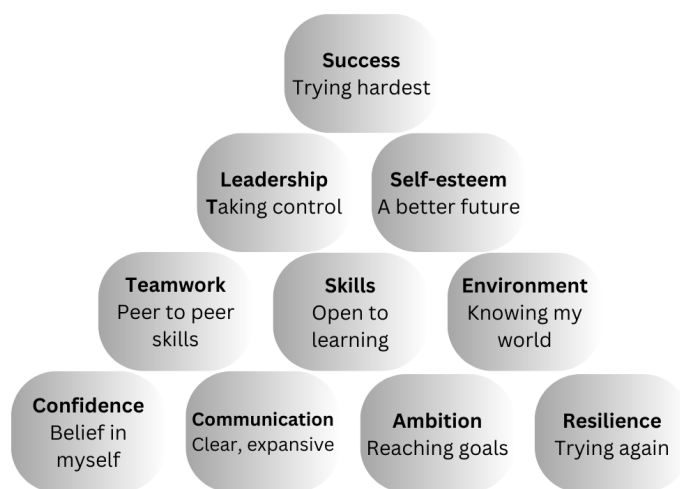 Success
Trying hardest
Leadership
Taking control
Self-esteem
A better future
Teamwork
Peer to peer
skills
Skills
Open to
learning
Environment
Knowing my
world
Confidence
Belief in
myself
Communication
Clear, expansive
Ambition
Reaching goals
Resilience
Trying again